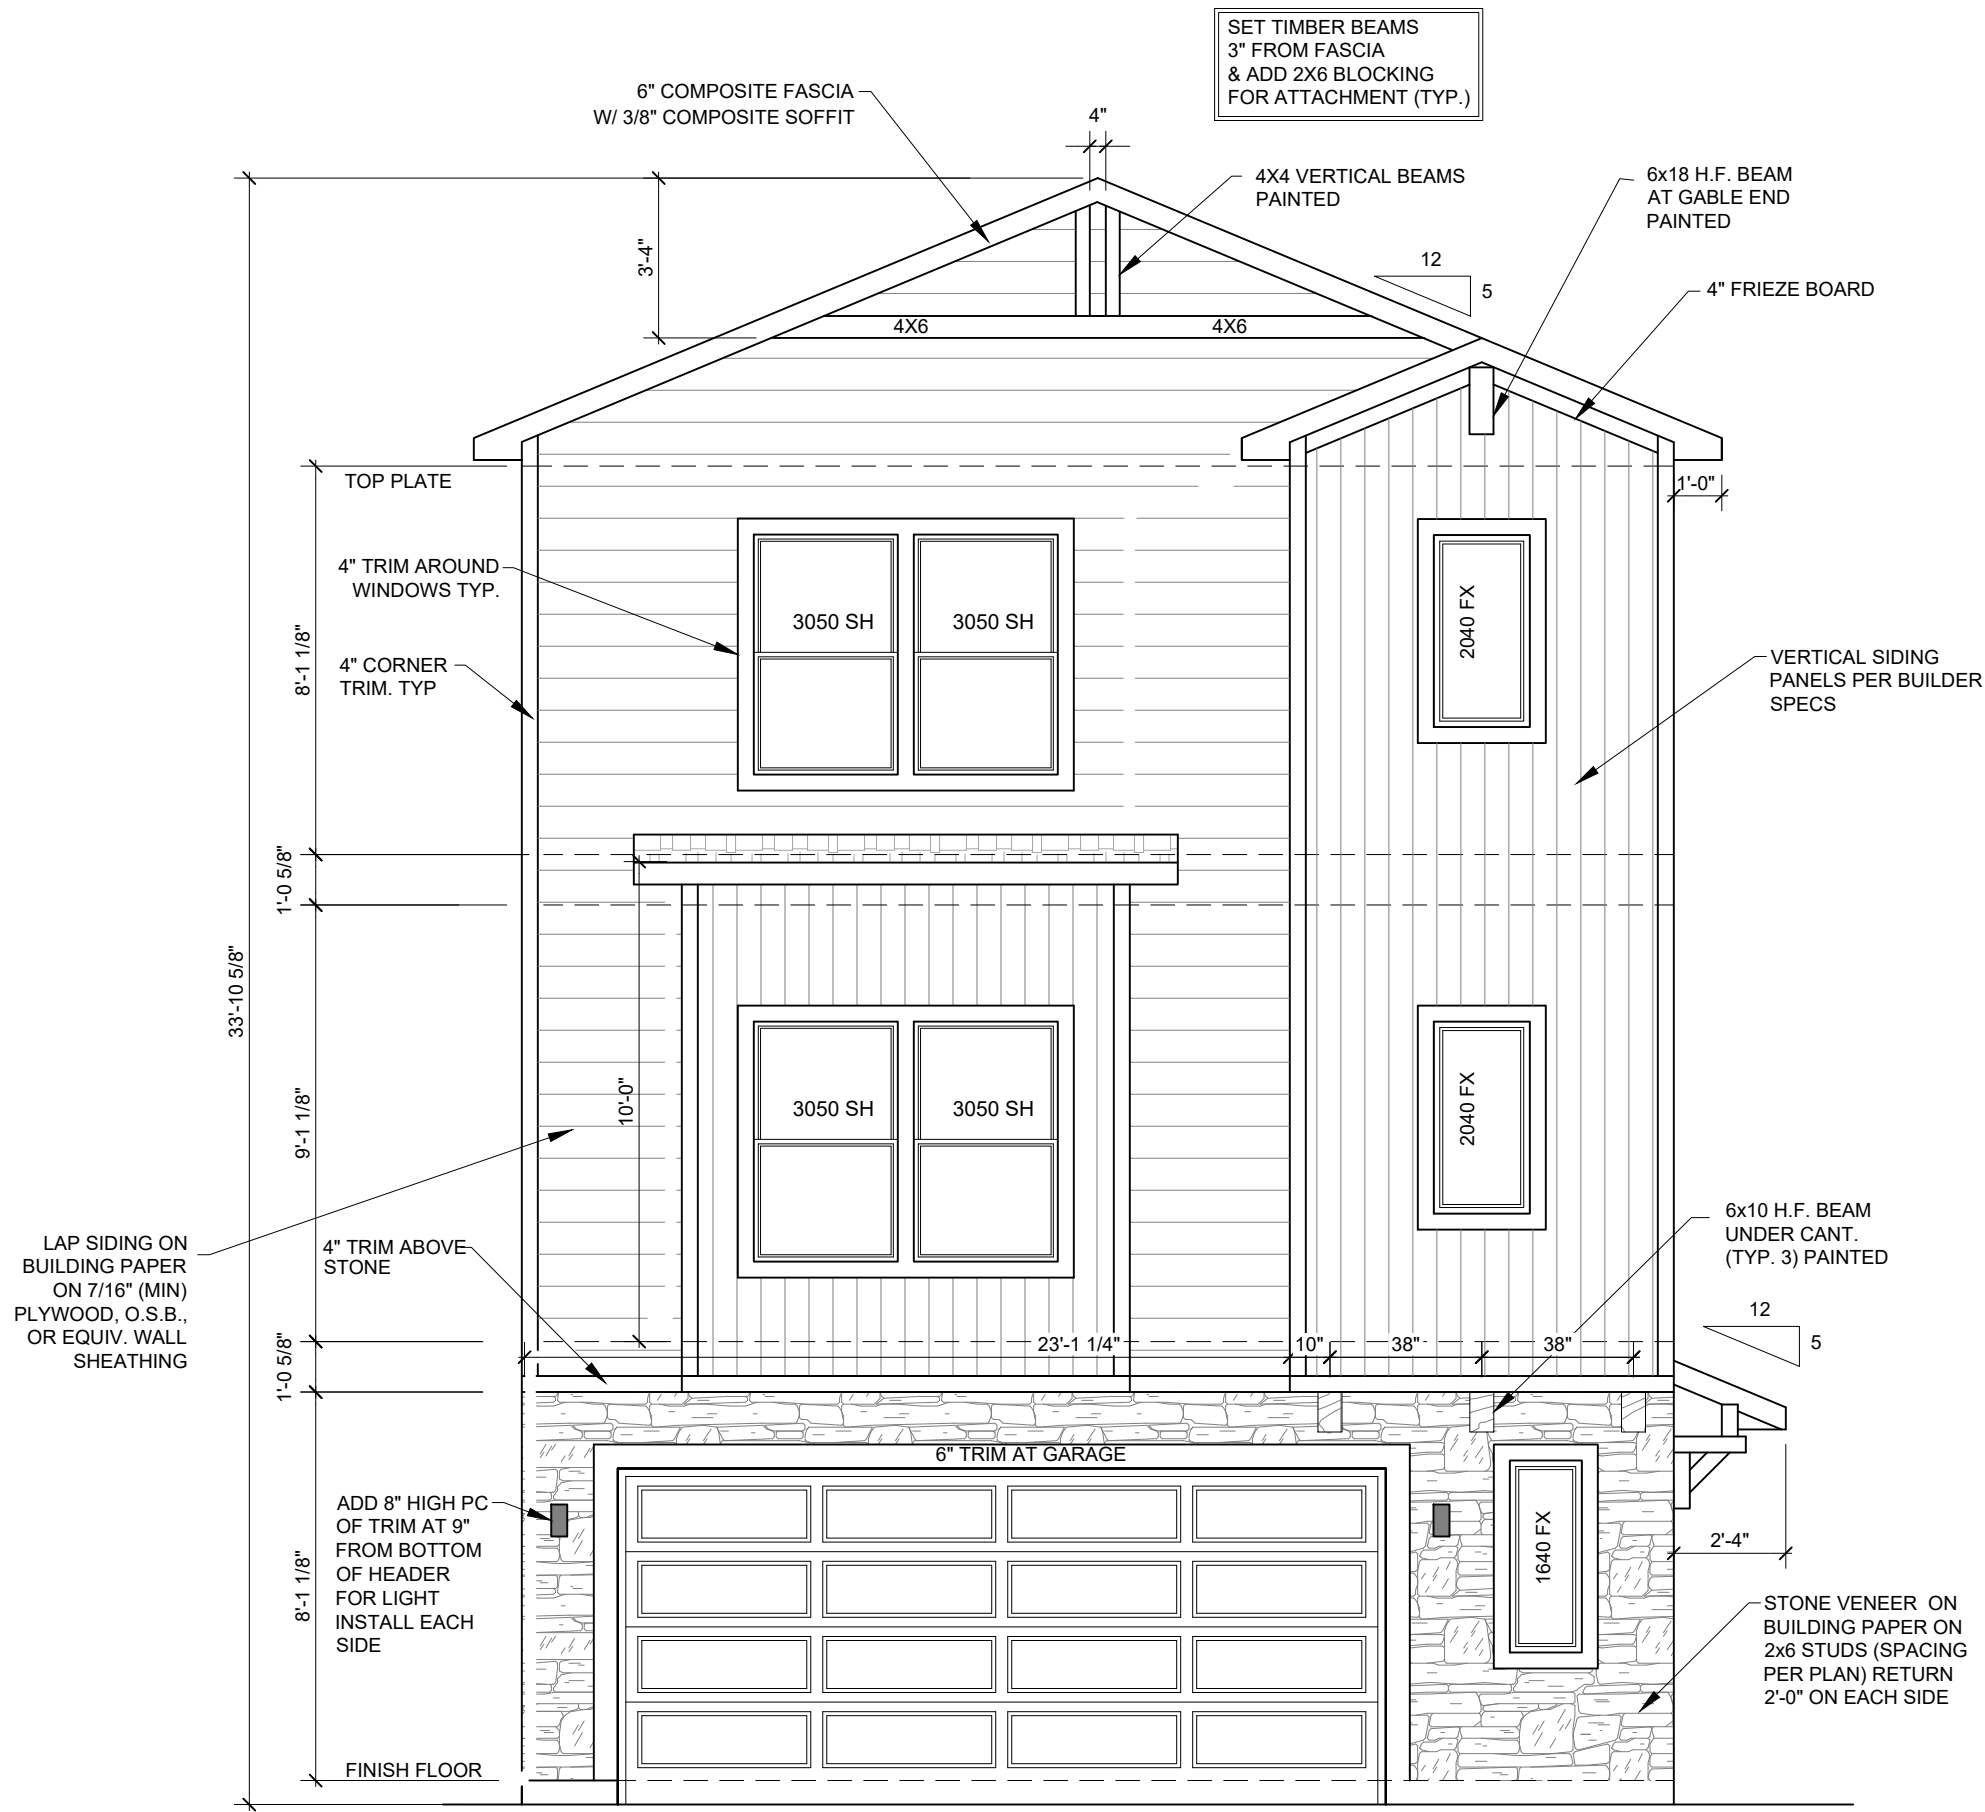 SET TIMBER BEAMS
3" FROM FASCIA
& ADD 2X6 BLOCKING
FOR ATTACHMENT (TYP.)
6" COMPOSITE FASCIA
W/ 3/8" COMPOSITE SOFFIT
4"
4X4 VERTICAL BEAMS
PAINTED
6x18 H.F. BEAM
AT GABLE END
PAINTED
3'-4"
12
5
4" FRIEZE BOARD
4X6
4X6
TOP PLATE
1'-0"
4" TRIM AROUND
WINDOWS TYP.
3050 SH
3050 SH
2040 FX
8'-1 1/8"
4" CORNER
TRIM. TYP
VERTICAL SIDING
PANELS PER BUILDER
SPECS
1'-0 5/8"
33'-10 5/8"
9'-1 1/8"
10'-0"
3050 SH
3050 SH
2040 FX
LAP SIDING ON
BUILDING PAPER
ON 7/16" (MIN)
PLYWOOD, O.S.B.,
OR EQUIV. WALL
SHEATHING
4" TRIM ABOVE
STONE
6x10 H.F. BEAM
UNDER CANT.
(TYP. 3) PAINTED
12
5
1'-0 5/8"
23'-1 1/4"
10"
38"
38"
6" TRIM AT GARAGE
ADD 8" HIGH PC
OF TRIM AT 9"
FROM BOTTOM
OF HEADER
FOR LIGHT
INSTALL EACH
SIDE
8'-1 1/8"
1640 FX
2'-4"
STONE VENEER ON
BUILDING PAPER ON
2x6 STUDS (SPACING
PER PLAN) RETURN
2'-0" ON EACH SIDE
FINISH FLOOR